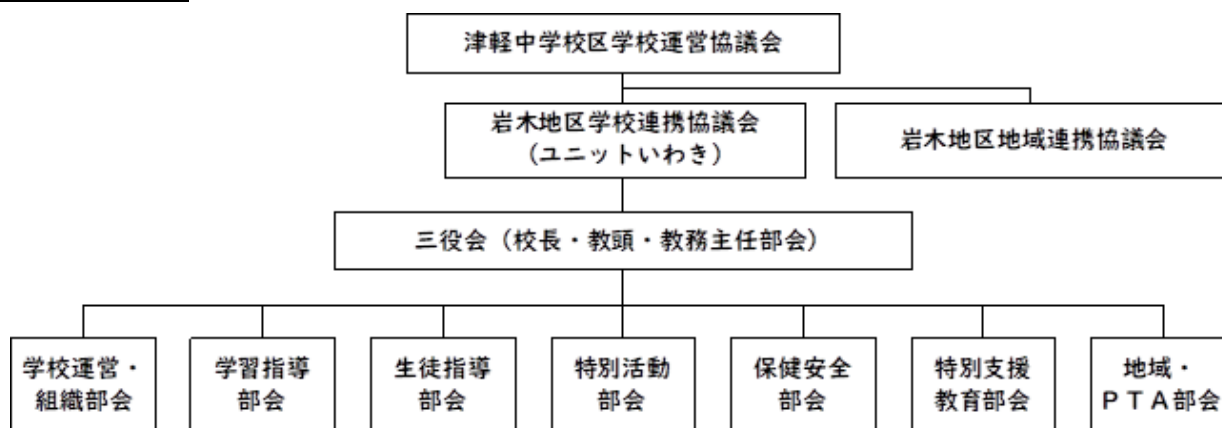 津軽中学校区学校運営協議会
岩木地区学校連携協議会
（ユニットいわき）
岩木地区地域連携協議会
三役会（校長・教頭・教務主任部会）
学校運営・
組織部会
学習指導
部会
生徒指導
部会
特別活動
部会
保健安全
部会
特別支援
教育部会
地域・
ＰＴＡ部会